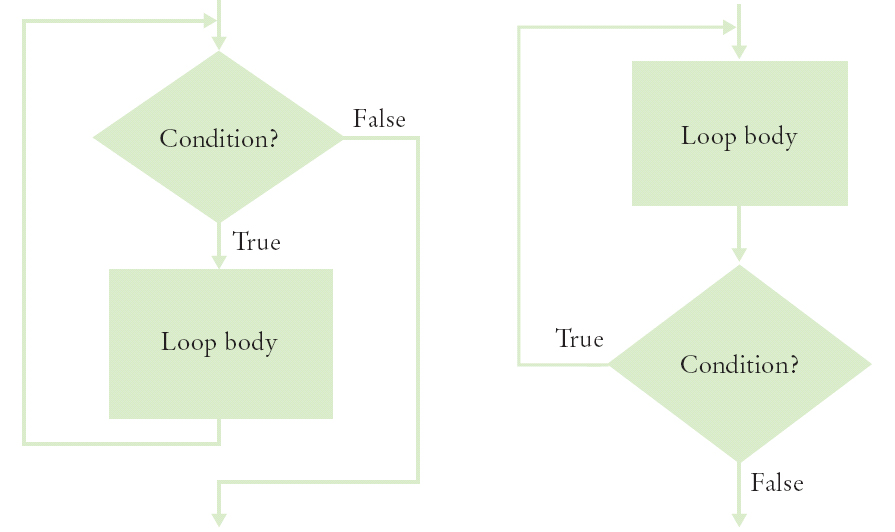 Condition?
False
True
Loop body
Loop body
True
Condition?
False